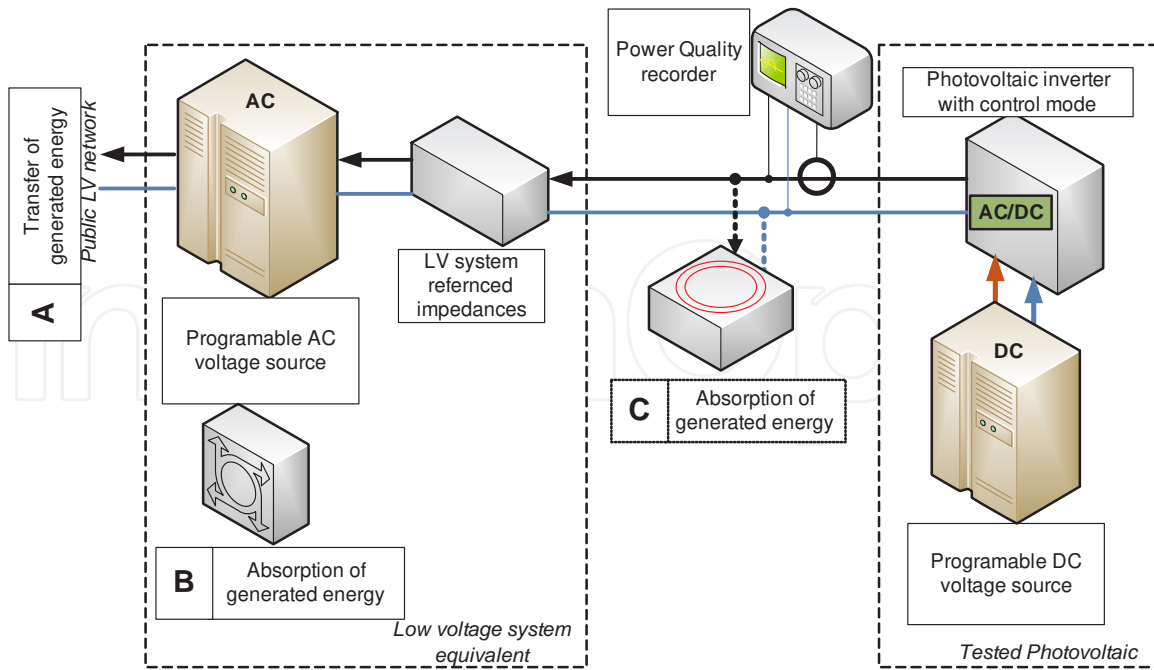 A
Transfer of
generated energy
Public LV network
AC
Programable AC
voltage source
B
Absorption of
generated energy
LV system
refernced
impedances
Low voltage system
equivalent
Power Quality
recorder
C
Absorption of
generated energy
Photovoltaic inverter
with control mode
AC/DC
DC
Programable DC
voltage source
Tested Photovoltaic